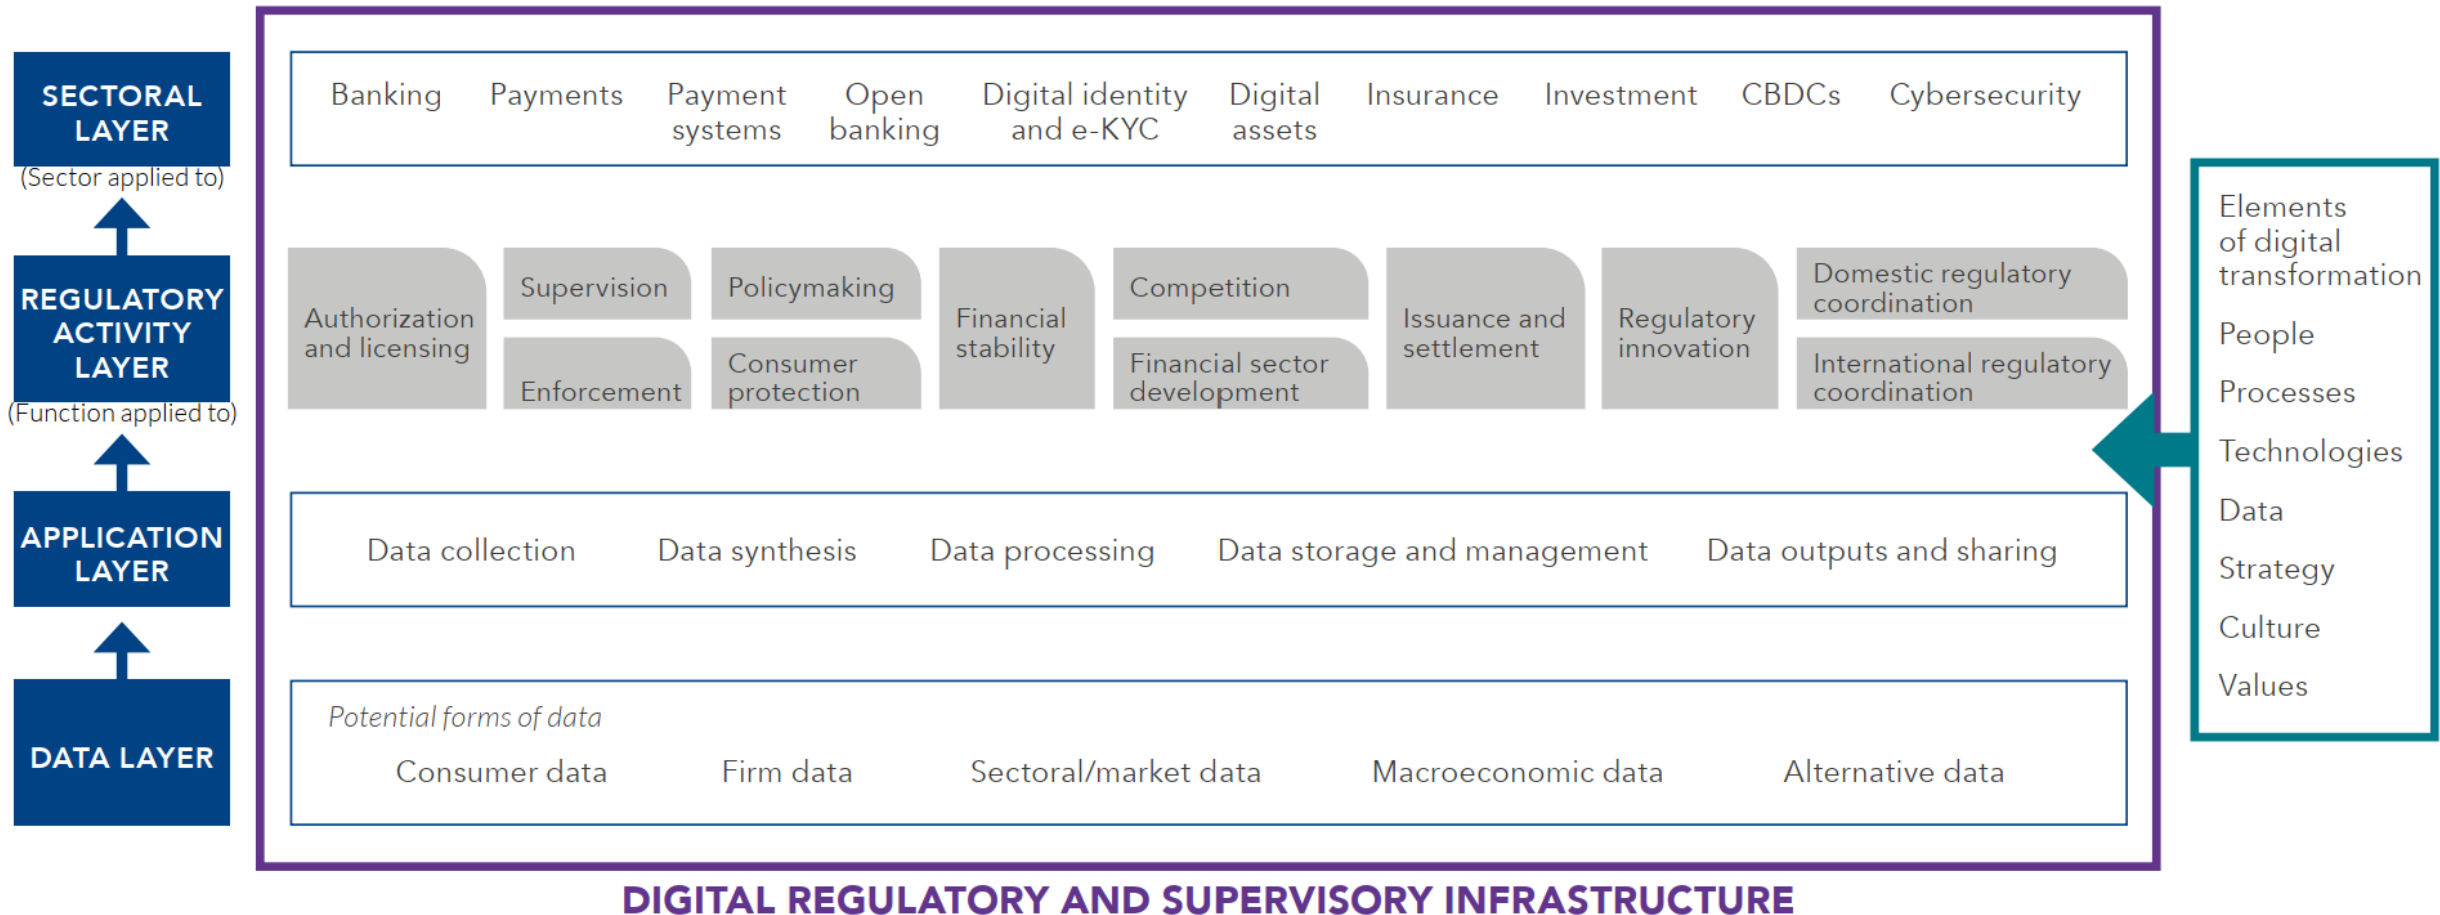 SECTORAL
LAYER
(Sector applied to)
Banking
Payments
Payment
systems
Open
banking
Digital identity
and e-KYC
Digital
assets
Insurance
Investment
CBDCs
Cybersecurity
REGULATORY
ACTIVITY
LAYER
(Function applied to)
Authorization
and licensing
Supervision
Enforcement
Policymaking
Consumer
protection
Financial
stability
Competition
Financial sector
development
Issuance and
settlement
Regulatory
innovation
Domestic regulatory
coordination
International regulatory
coordination
APPLICATION
LAYER
Data collection
Data synthesis
Data processing
Data storage and management
Data outputs and sharing
DATA LAYER
Potential forms of data
Consumer data
Firm data
Sectoral/market data
Macroeconomic data
Alternative data
Elements
of digital
transformation
People
Processes
Technologies
Data
Strategy
Culture
Values
DIGITAL REGULATORY AND SUPERVISORY INFRASTRUCTURE